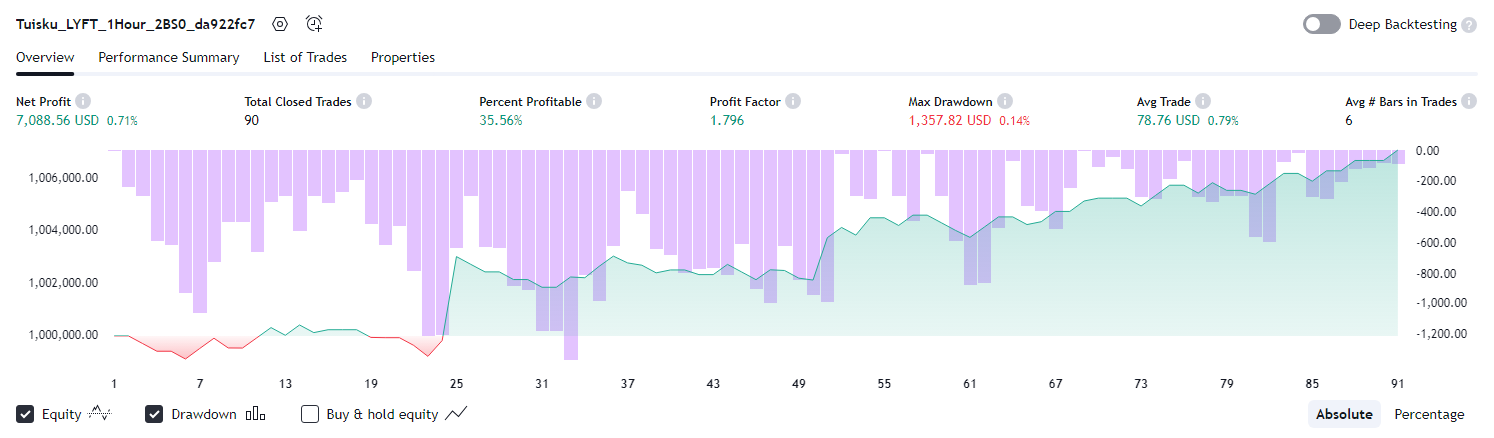 Tuisku_LYFT_1Hour_2BS0_da922fc7 Deep Backtesting ?
Overview Performance Summary List of Trades Properties
Net Profit i Total Closed Trades i Percent Profitable i Profit Factor i Max Drawdown i Avg Trade i Avg # Bars in Trades i
7,088.56 USD 0.71% 90 35.56% 1.796 1,357.82 USD 0.14% 78.76 USD 0.79% 6
0.00
1,006,000.00 -200.00
-400.00
1,004,000.00 -600.00
1,002,000.00 -800.00
-1,000.00
1,000,000.00 -1,200.00
1 7 13 19 25 31 37 43 49 55 61 67 73 79 85 91
Equity Drawdown Buy & hold equity Absolute Percentage